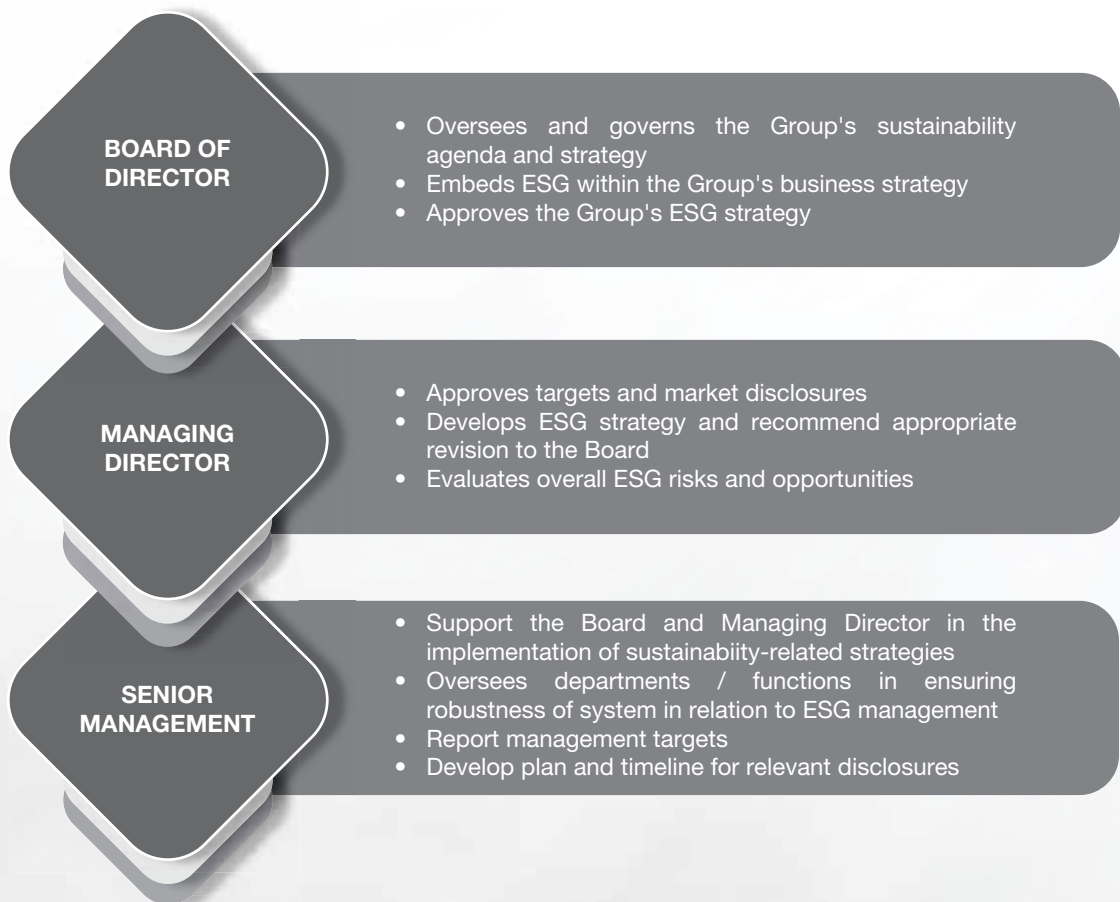 BOARD OF
DIRECTOR
• Oversees and governs the Group's sustainability
agenda and strategy
• Embeds ESG within the Group's business strategy
• Approves the Group's ESG strategy
MANAGING
DIRECTOR
• Approves targets and market disclosures
• Develops ESG strategy and recommend appropriate
revision to the Board
• Evaluates overall ESG risks and opportunities
SENIOR
MANAGEMENT
• Support the Board and Managing Director in the
implementation of sustainabiity-related strategies
• Oversees departments / functions in ensuring
robustness of system in relation to ESG management
• Report management targets
• Develop plan and timeline for relevant disclosures